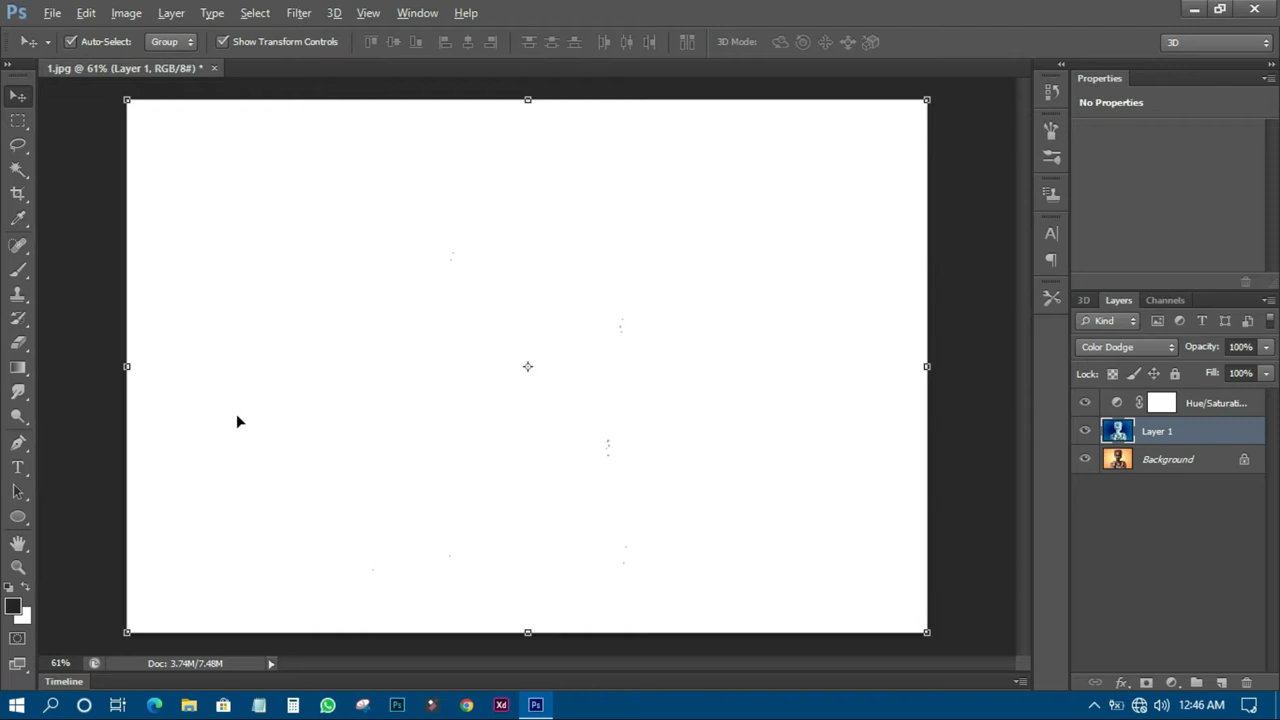 Ps File Edit Image Layer Type Select Filter 3D View Window Help
Auto-Select: Group Show Transform Controls 3D Mode: 3D
1.jpg @ 61% (Layer 1, RGB/8#) * ×
Properties
No Properties
3D Layers Channels
Kind T
Color Dodge Opacity: 100%
Lock: Fill: 100%
Hue/Saturati...
Layer 1
Background
61% Doc: 3.74M/7.48M
Timeline
Ps Xd Ps 12:46 AM